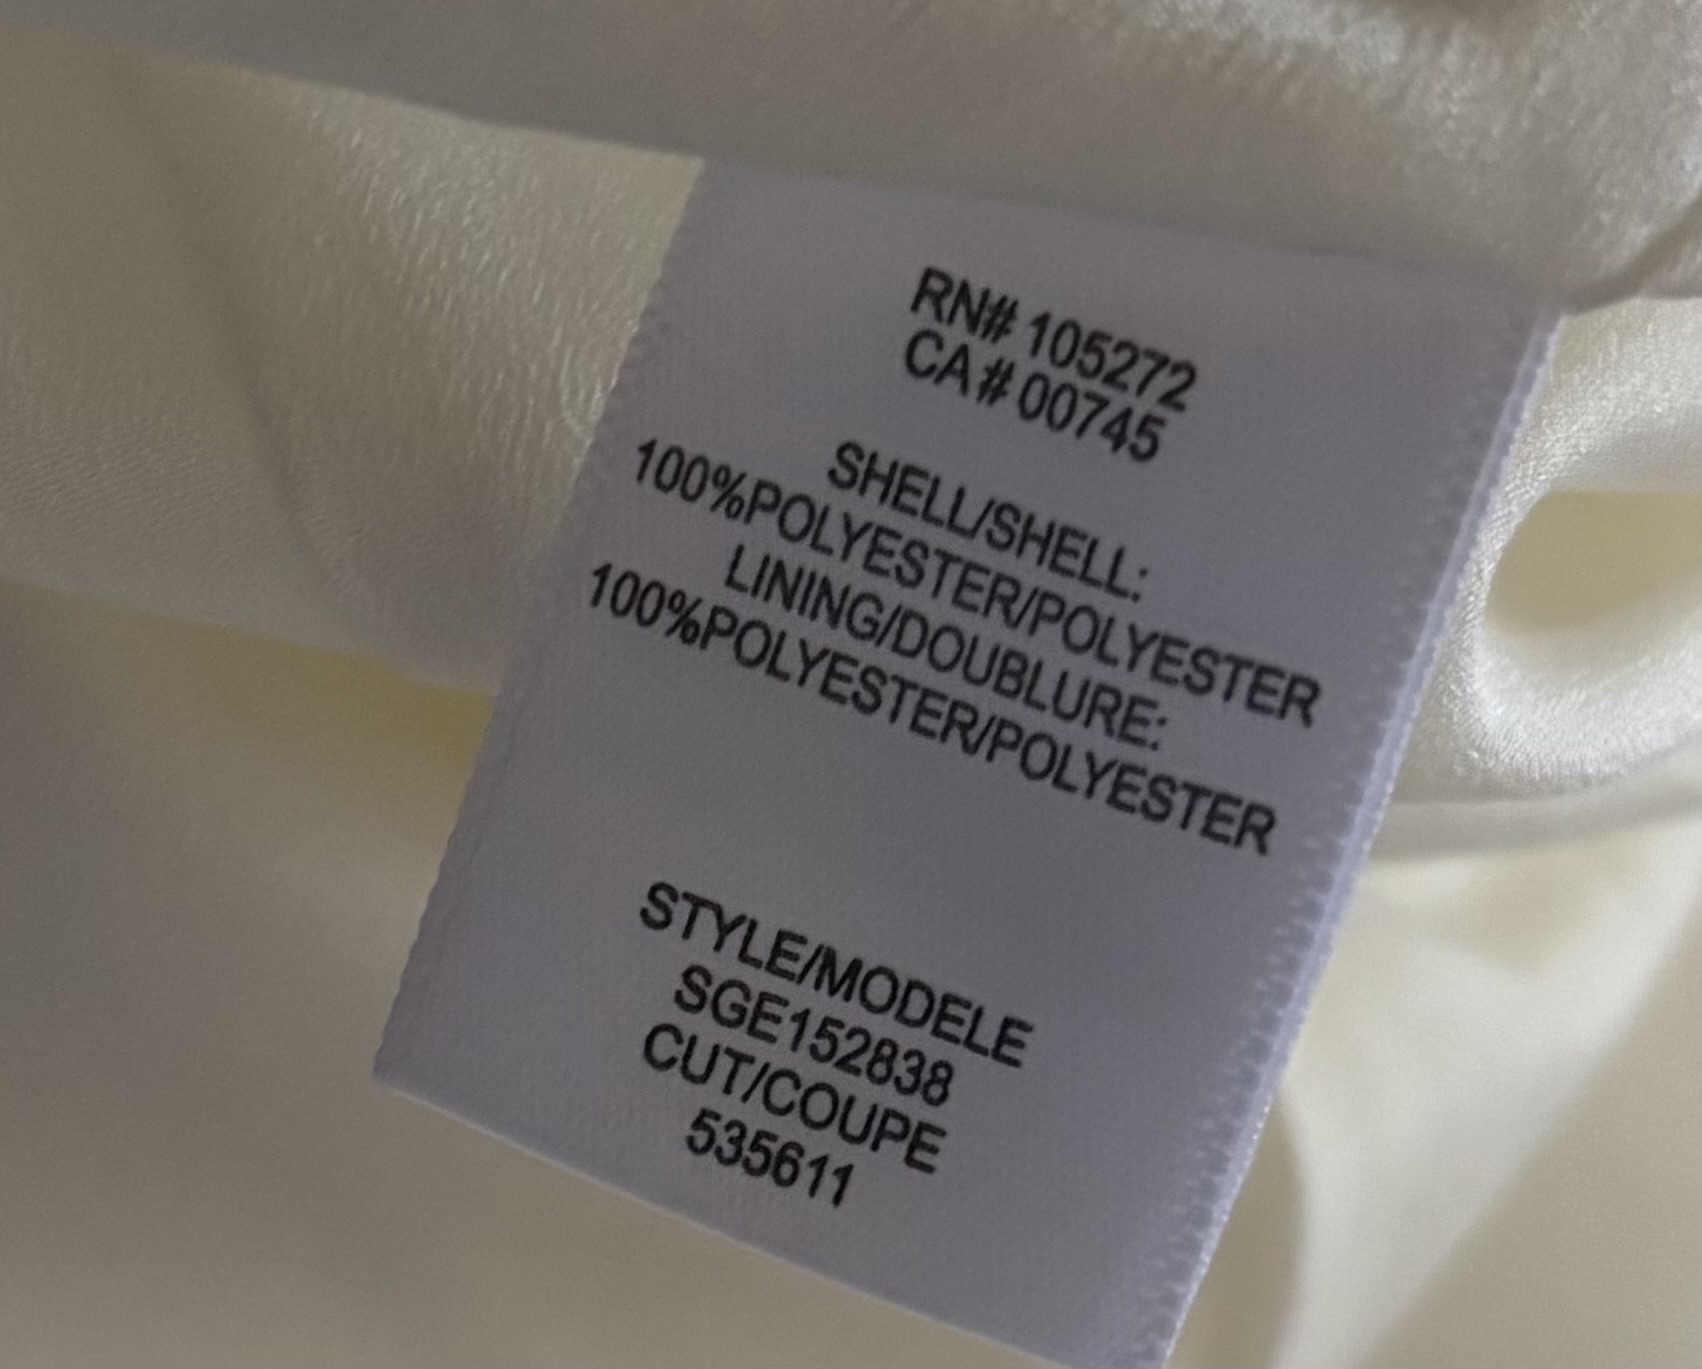 RN# 105272
CA# 00745
SHELL/SHELL:
100%POLYESTER/POLYESTER
LINING/DOUBLURE:
100%POLYESTER/POLYESTER
STYLE/MODELE
SGE152838
CUT/COUPE
535611